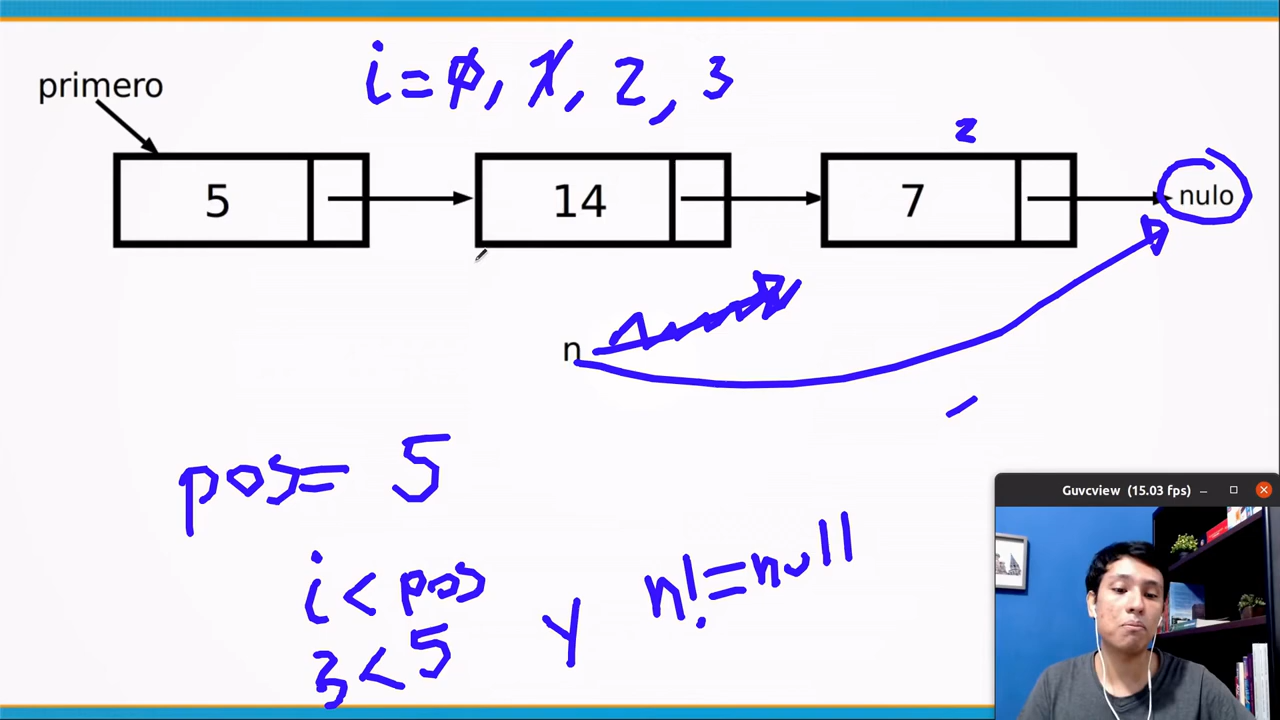 i=0, 1, 2, 3
primero
2
5
14
7
nulo
n
pos= 5
i < pos y n!=null
3 < 5
Guvcview (15.03 fps)